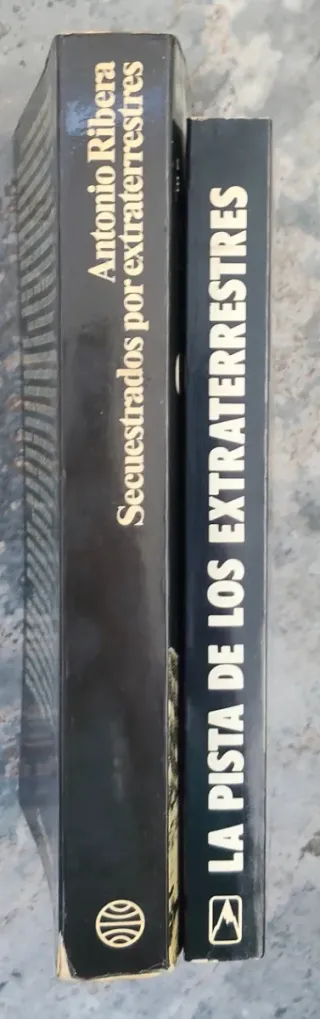 Antonio Ribera
Secuestrados por extraterrestres
LA PISTA DE LOS EXTRATERRESTRES